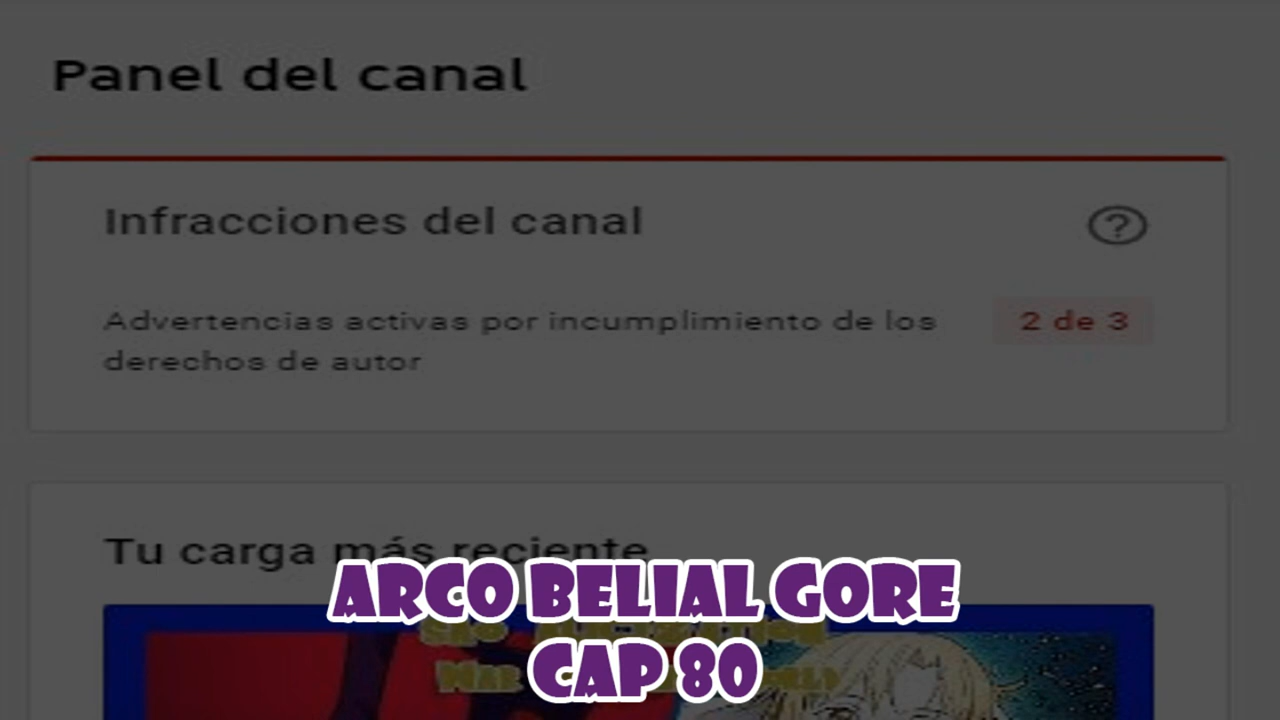 Panel del canal
Infracciones del canal
Advertencias activas por incumplimiento de los
derechos de autor
2 de 3
Tu carga más reciente
ARCO BELIAL GORE
CAP 80